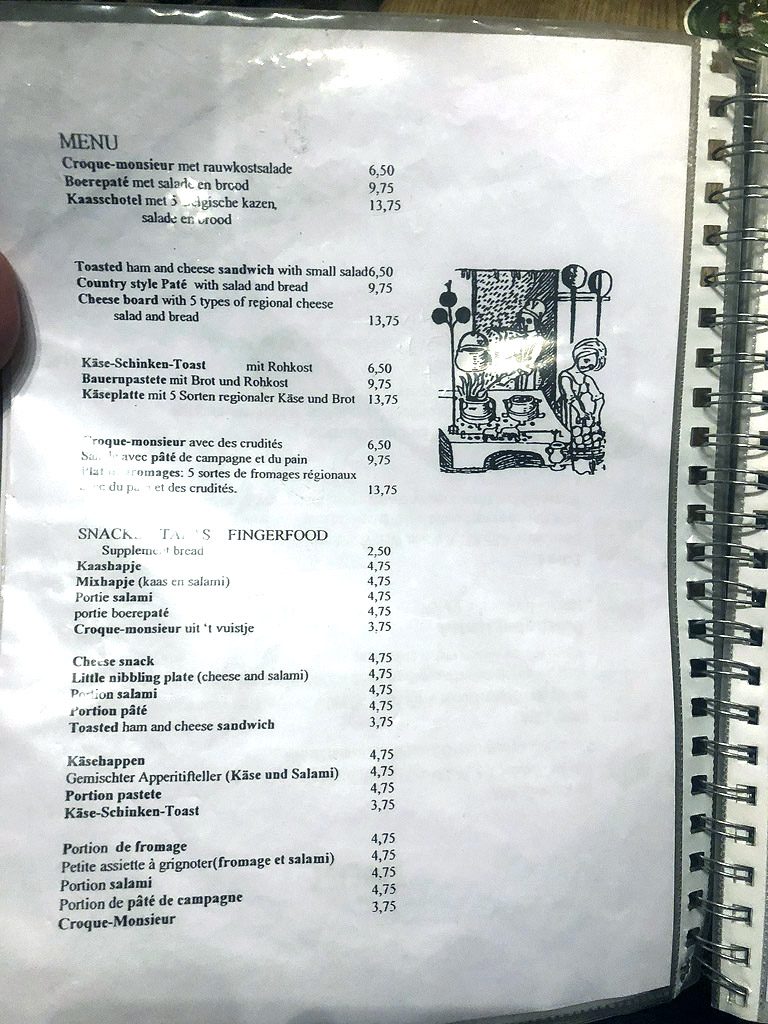 MENU
Croque-monsieur met rauwkostsalade 6,50
Boerepaté met salade en brood 9,75
Kaasschotel met 5 kazen, 13,75
salade en brood
Toasted ham and cheese sandwich with small salad 6,50
Country style Paté with salad and bread 9,75
Cheese board with 5 types of regional cheese
salad and bread 13,75
Käse-Schinken-Toast mit Rohkost 6,50
Bauernpastete mit Brot und Rohkost 9,75
Käseplatte mit 5 Sorten regionaler Käse und Brot 13,75
Croque-monsieur avec des crudités 6,50
avec pâté de campagne et du pain 9,75
fromages: 5 sortes de fromages régionaux
du et des crudités. 13,75
FINGERFOOD
Supplement bread 2,50
Kaashapje 4,75
Mixhapje (kaas en salami) 4,75
Portie salami 4,75
portie boerepaté 4,75
Croque-monsieur uit 't vuistje 3,75
Cheese snack 4,75
Little nibbling plate (cheese and salami) 4,75
Portion salami 4,75
Portion pâté 4,75
Toasted ham and cheese sandwich 3,75
Käsehappen 4,75
Gemischter Apperitifteller (Käse und Salami) 4,75
Portion pastete 4,75
Käse-Schinken-Toast 3,75
Portion de fromage 4,75
Petite assiette à grignoter(fromage et salami) 4,75
Portion salami 4,75
Portion de pâté de campagne 4,75
Croque-Monsieur 3,75